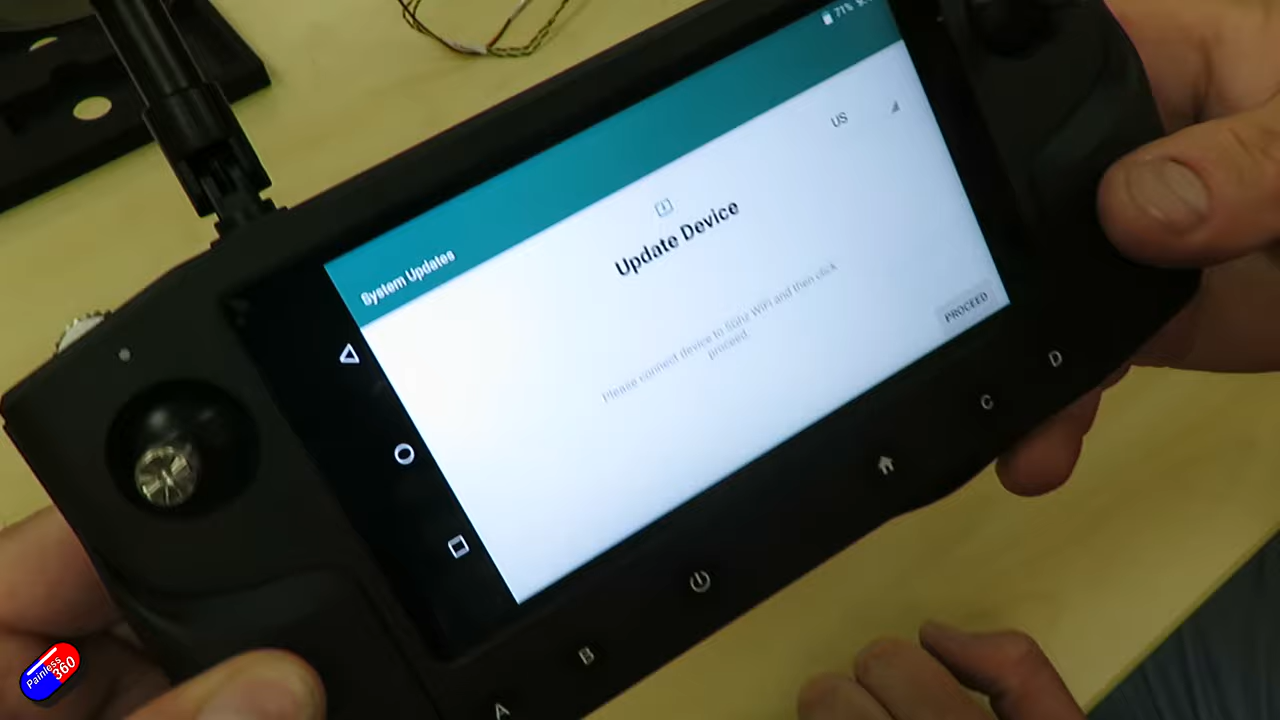 71%
System Updates
US
Update Device
Please connect device to 5Ghz WiFi and then click
proceed.
PROCEED
A
B
C
D
Painless
360